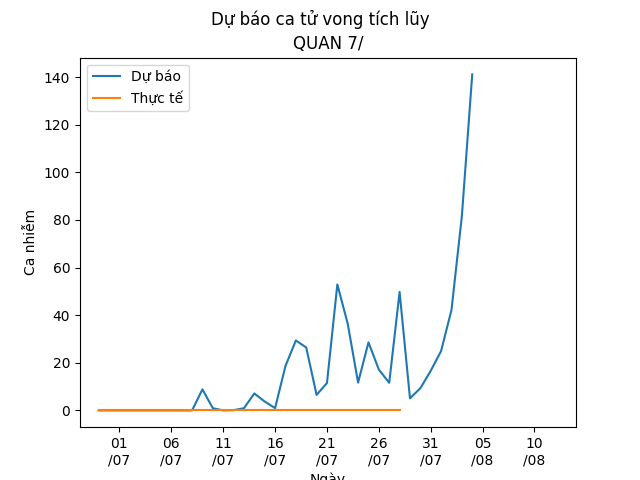 Dự báo ca tử vong tích lũy
QUAN 7/
Dự báo
Thực tế
Ca nhiễm
140
120
100
80
60
40
20
0
01 06 11 16 21 26 31 05 10
/07 /07 /07 /07 /07 /07 /07 /08 /08
Ngày